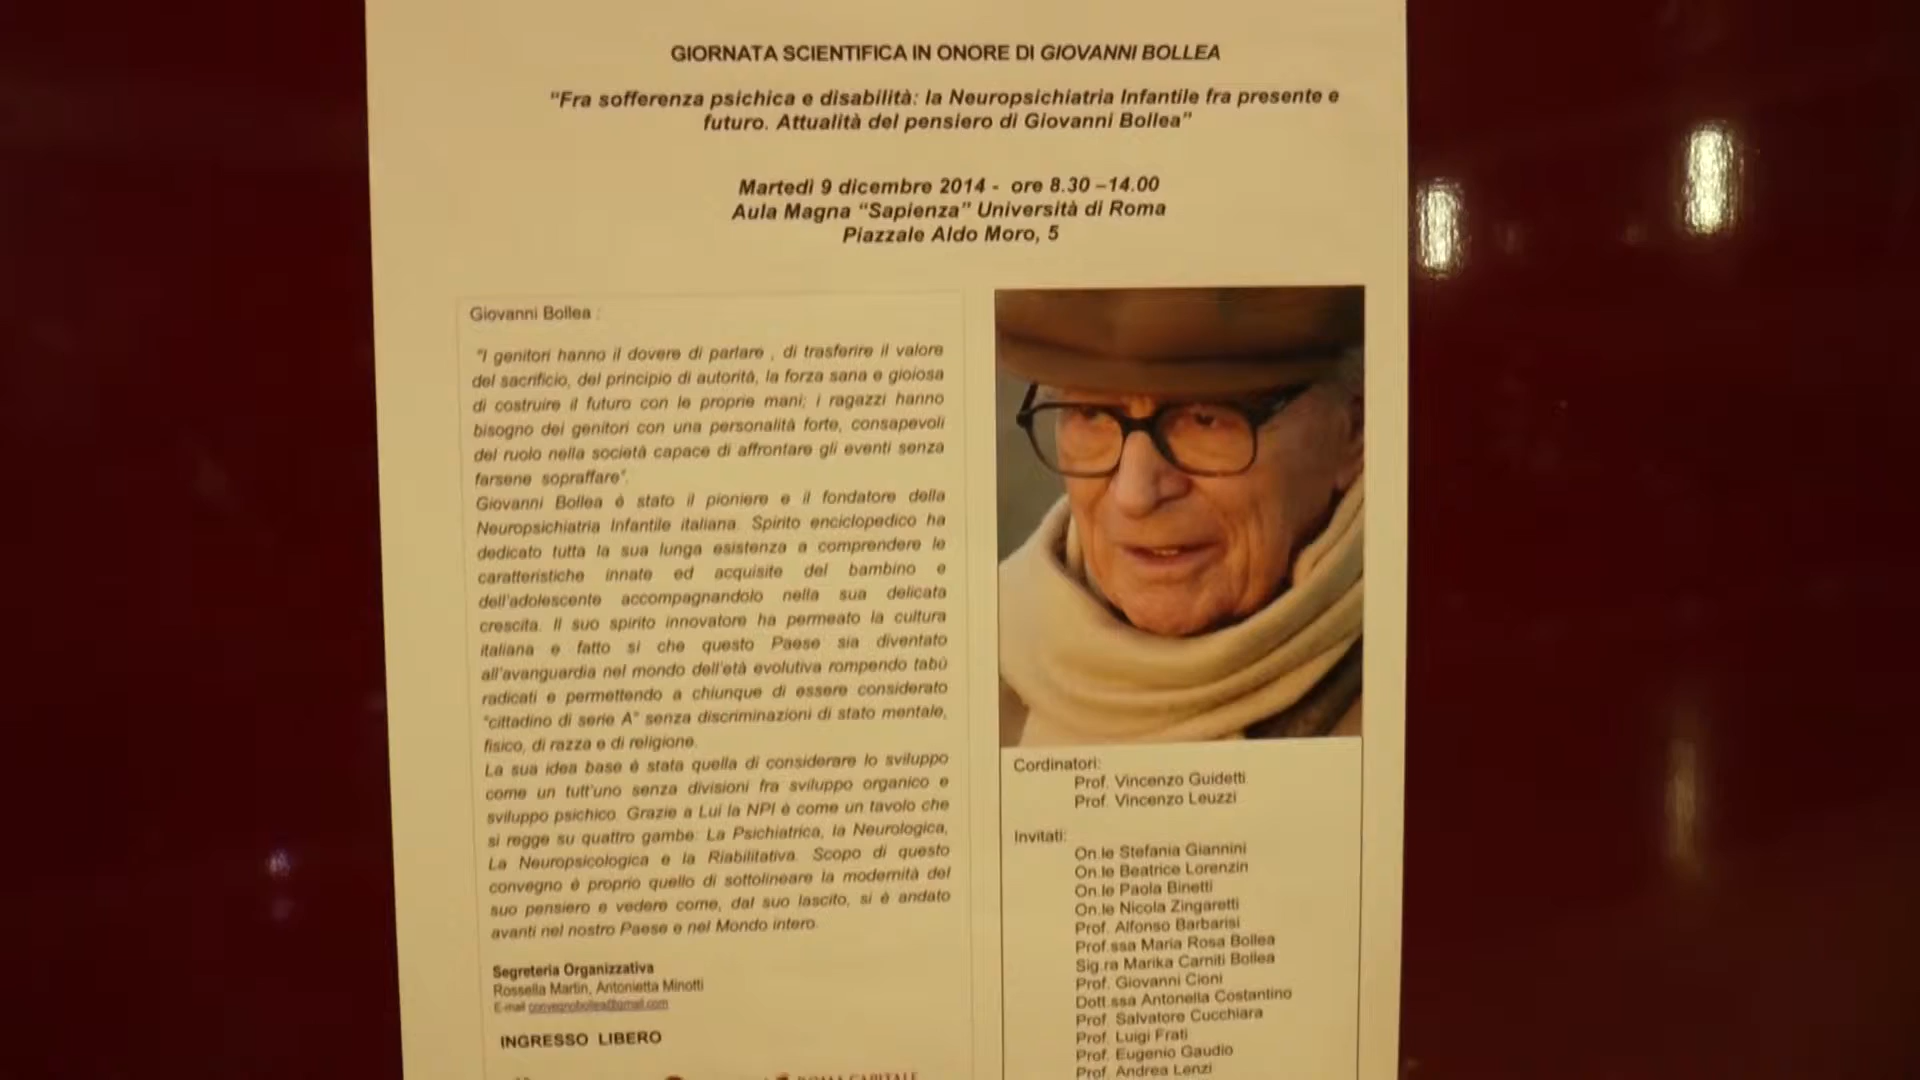 GIORNATA SCIENTIFICA IN ONORE DI GIOVANNI BOLLEA
"Fra sofferenza psichica e disabilità: la Neuropsichiatria Infantile fra presente e
futuro. Attualità del pensiero di Giovanni Bollea"
Martedì 9 dicembre 2014 - ore 8.30 –14.00
Aula Magna "Sapienza" Università di Roma
Piazzale Aldo Moro, 5
Giovanni Bollea :
"I genitori hanno il dovere di parlare , di trasferire il valore
del sacrificio, del principio di autorità, la forza sana e gioiosa
di costruire il futuro con le proprie mani; i ragazzi hanno
bisogno dei genitori con una personalità forte, consapevoli
del ruolo nella società capace di affrontare gli eventi senza
farsene sopraffare".
Giovanni Bollea è stato il pioniere e il fondatore della
Neuropsichiatria Infantile italiana. Spirito enciclopedico ha
dedicato tutta la sua lunga esistenza a comprendere le
caratteristiche innate ed acquisite del bambino e
dell'adolescente accompagnandolo nella sua delicata
crescita. Il suo spirito innovatore ha permeato la cultura
italiana e fatto si che questo Paese sia diventato
all'avanguardia nel mondo dell'età evolutiva rompendo tabù
radicati e permettendo a chiunque di essere considerato
"cittadino di serie A" senza discriminazioni di stato mentale,
fisico, di razza e di religione.
La sua idea base è stata quella di considerare lo sviluppo
come un tutt'uno senza divisioni fra sviluppo organico e
sviluppo psichico. Grazie a Lui la NPI è come un tavolo che
si regge su quattro gambe: La Psichiatrica, la Neurologica,
La Neuropsicologica e la Riabilitativa. Scopo di questo
convegno è proprio quello di sottolineare la modernità del
suo pensiero e vedere come, dal suo lascito, si è andato
avanti nel nostro Paese e nel Mondo intero.
Segreteria Organizzativa
Rossella Martin, Antonietta Minotti
E-mail convegnobollea@gmail.com
INGRESSO LIBERO
ROMA CAPITALE
Cordinatori:
Prof. Vincenzo Guidetti
Prof. Vincenzo Leuzzi
Invitati:
On.le Stefania Giannini
On.le Beatrice Lorenzin
On.le Paola Binetti
On.le Nicola Zingaretti
Prof. Alfonso Barbarisi
Prof.ssa Maria Rosa Bollea
Sig.ra Marika Carniti Bollea
Prof. Giovanni Cioni
Dott.ssa Antonella Costantino
Prof. Salvatore Cucchiara
Prof. Luigi Frati
Prof. Eugenio Gaudio
Prof. Andrea Lenzi